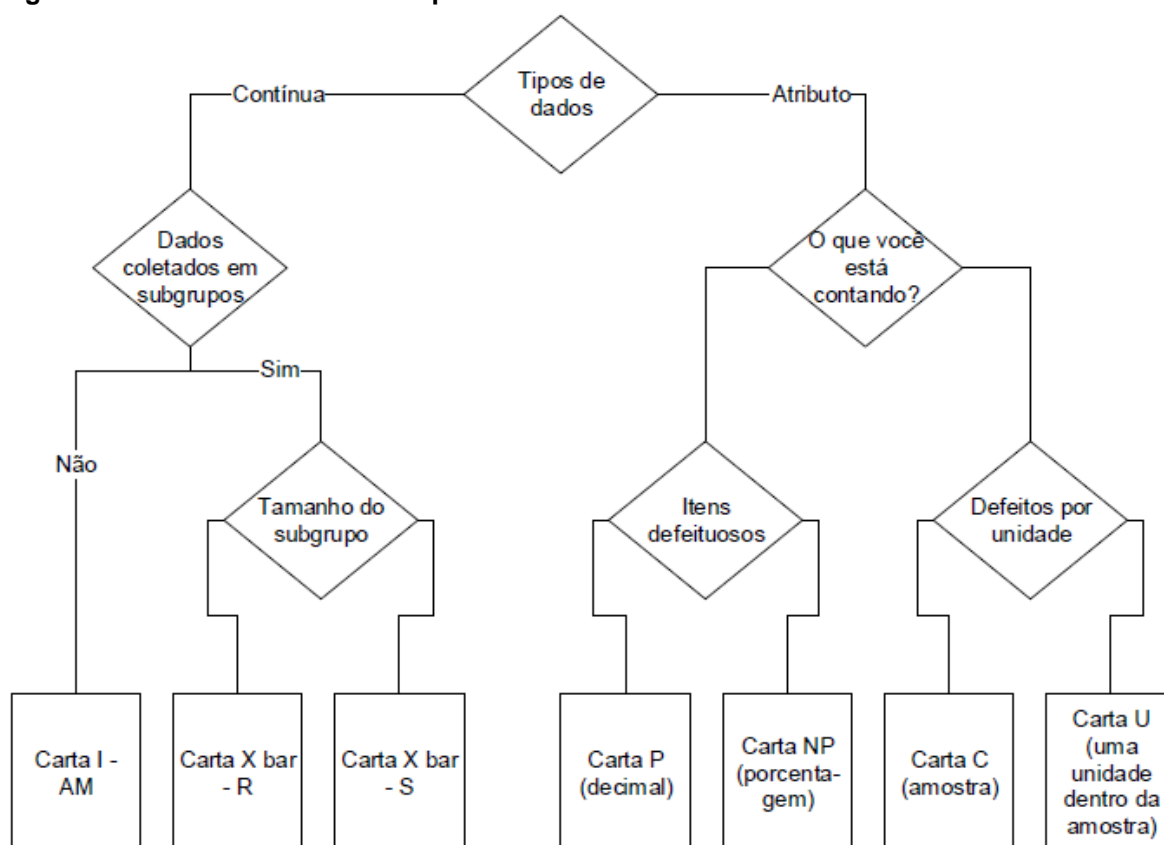 Tipos de
dados
Contínua
Atributo
Dados
coletados em
subgrupos
O que você
está
contando?
Sim
Não
Tamanho do
subgrupo
Itens
defeituosos
Defeitos por
unidade
Carta I -
AM
Carta X bar
- R
Carta X bar
- S
Carta P
(decimal)
Carta NP
(porcenta-
gem)
Carta C
(amostra)
Carta U
(uma
unidade
dentro da
amostra)